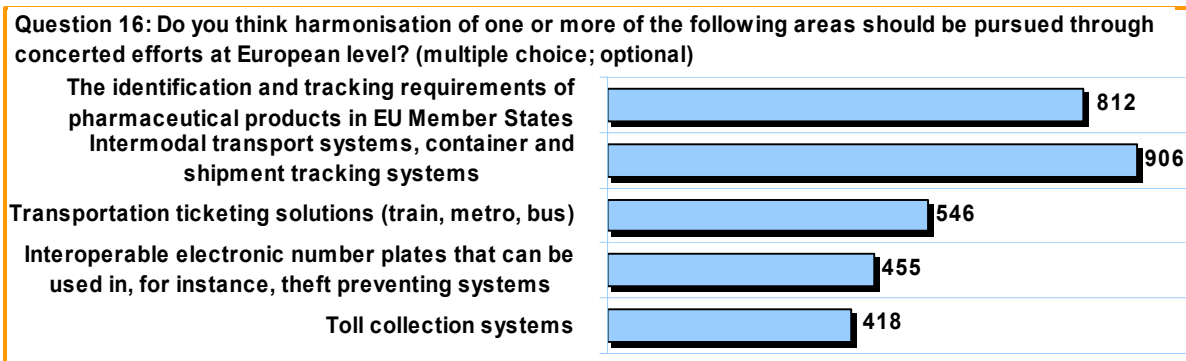 Question 16: Do you think harmonisation of one or more of the following areas should be pursued through
concerted efforts at European level? (multiple choice; optional)
The identification and tracking requirements of
pharmaceutical products in EU Member States
812
Intermodal transport systems, container and
shipment tracking systems
906
Transportation ticketing solutions (train, metro, bus)
546
Interoperable electronic number plates that can be
used in, for instance, theft preventing systems
455
Toll collection systems
418